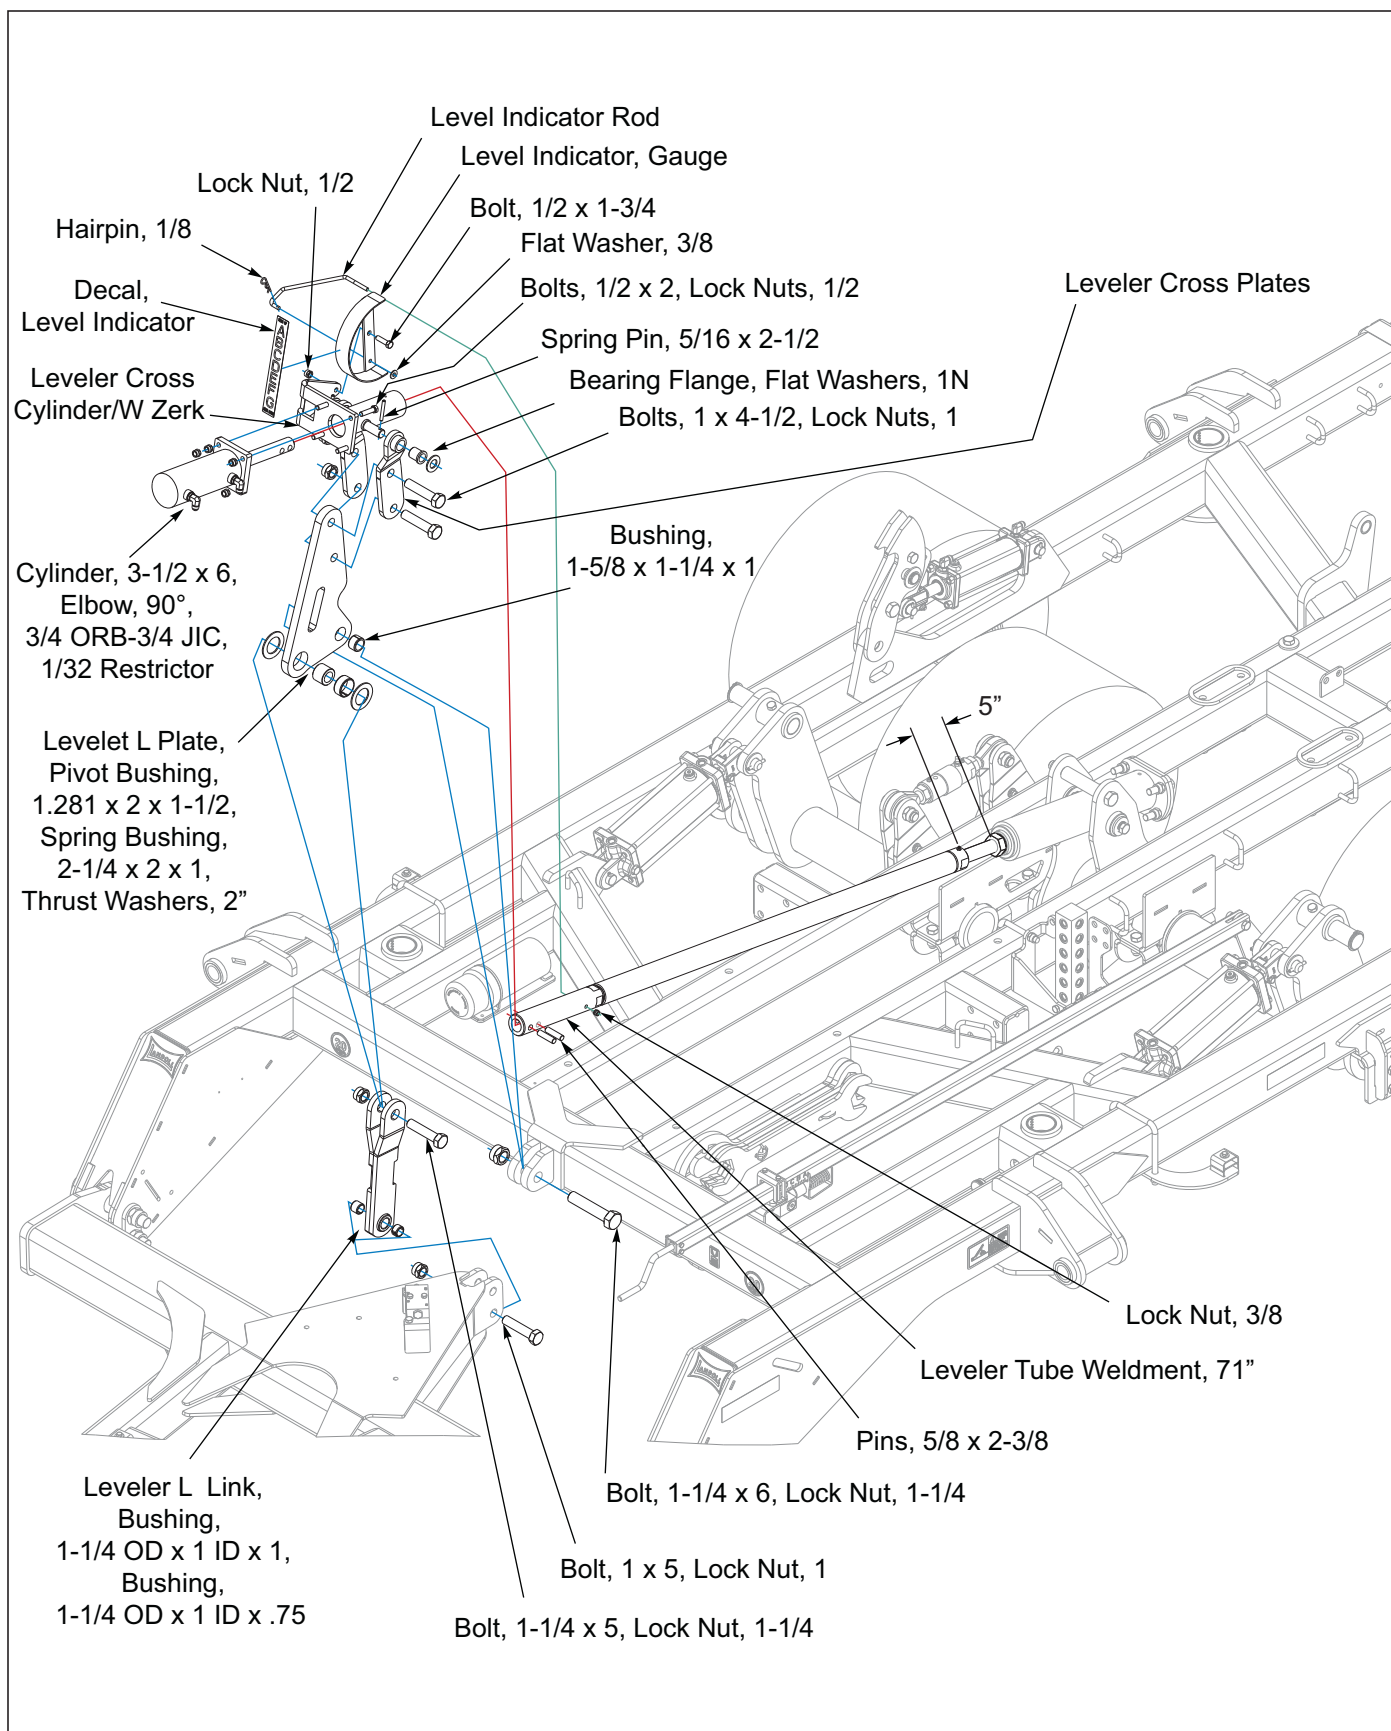 Level Indicator Rod
Level Indicator, Gauge
Lock Nut, 1/2
Bolt, 1/2 x 1-3/4
Hairpin, 1/8
Flat Washer, 3/8
Decal,
Level Indicator
Bolts, 1/2 x 2, Lock Nuts, 1/2
Leveler Cross Plates
Spring Pin, 5/16 x 2-1/2
Leveler Cross
Cylinder/W Zerk
Bearing Flange, Flat Washers, 1N
Bolts, 1 x 4-1/2, Lock Nuts, 1
A B C D E F G
Bushing,
1-5/8 x 1-1/4 x 1
Cylinder, 3-1/2 x 6,
Elbow, 90°,
3/4 ORB-3/4 JIC,
1/32 Restrictor
5”
Levelet L Plate,
Pivot Bushing,
1.281 x 2 x 1-1/2,
Spring Bushing,
2-1/4 x 2 x 1,
Thrust Washers, 2”
Lock Nut, 3/8
Leveler Tube Weldment, 71”
Pins, 5/8 x 2-3/8
Bolt, 1-1/4 x 6, Lock Nut, 1-1/4
Leveler L  Link,
Bushing,
1-1/4 OD x 1 ID x 1,
Bushing,
1-1/4 OD x 1 ID x .75
Bolt, 1 x 5, Lock Nut, 1
Bolt, 1-1/4 x 5, Lock Nut, 1-1/4